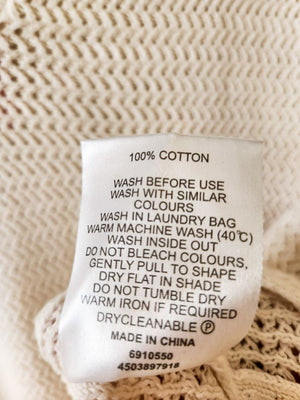 100% COTTON
WASH BEFORE USE
WASH WITH SIMILAR
COLOURS
WASH IN LAUNDRY BAG
WARM MACHINE WASH (40℃)
WASH INSIDE OUT
DO NOT BLEACH COLOURS,
GENTLY PULL TO SHAPE
DRY FLAT IN SHADE
DO NOT TUMBLE DRY
WARM IRON IF REQUIRED
DRYCLEANABLE Ⓟ
MADE IN CHINA
6910550
4503897918